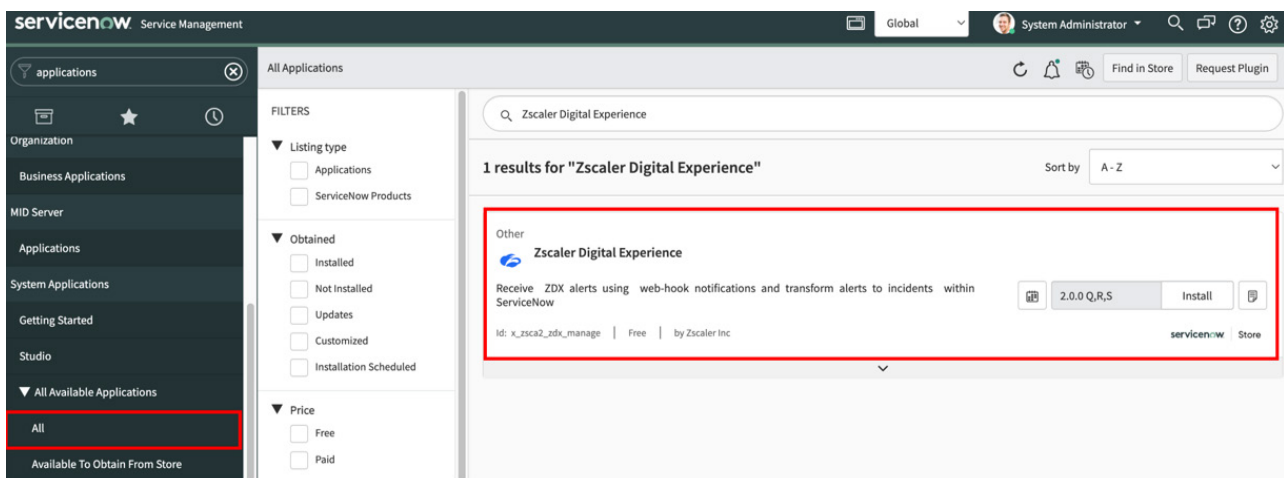 servicenow Service Management
Global
System Administrator
applications
Organization
Business Applications
MID Server
Applications
System Applications
Getting Started
Studio
All Available Applications
All
Available To Obtain From Store
All Applications
Find in Store
Request Plugin
FILTERS
Listing type
Applications
ServiceNow Products
Obtained
Installed
Not Installed
Updates
Customized
Installation Scheduled
Price
Free
Paid
Zscaler Digital Experience
1 results for "Zscaler Digital Experience"
Sort by A - Z
Other
Zscaler Digital Experience
Receive ZDX alerts using web-hook notifications and transform alerts to incidents within
ServiceNow
2.0.0 Q,R,S
Install
Id: x_zsca2_zdx_manage | Free | by Zscaler Inc
servicenow Store